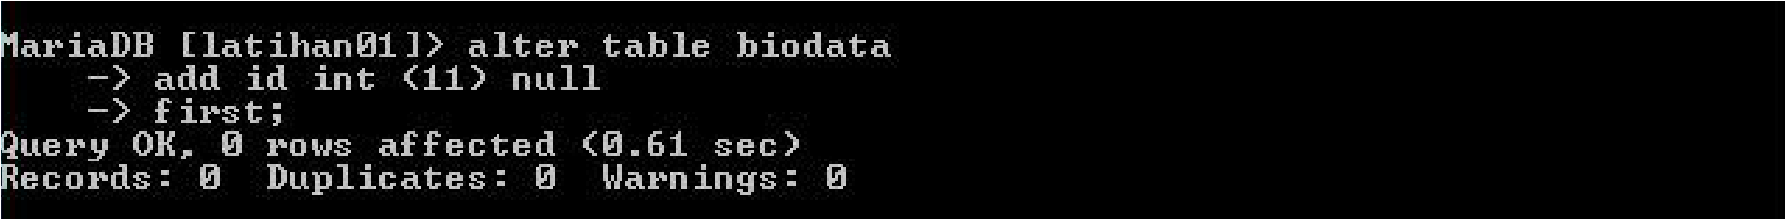 MariaDB [latihan01]> alter table biodata
    -> add id int (11) null
    -> first;
Query OK, 0 rows affected (0.61 sec)
Records: 0  Duplicates: 0  Warnings: 0